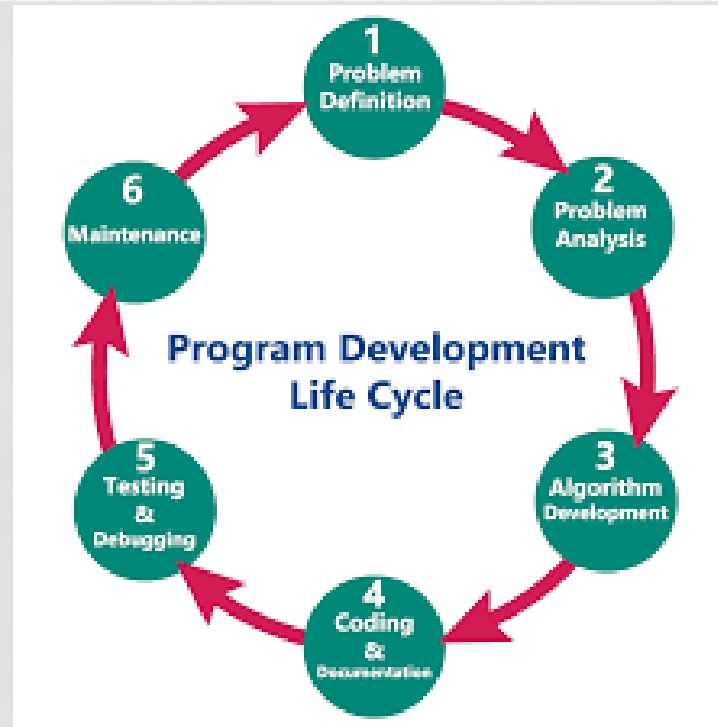 1
Problem
Definition
2
Problem
Analysis
3
Algorithm
Development
4
Coding
&
Documentation
5
Testing
&
Debugging
6
Maintenance
Program Development
Life Cycle